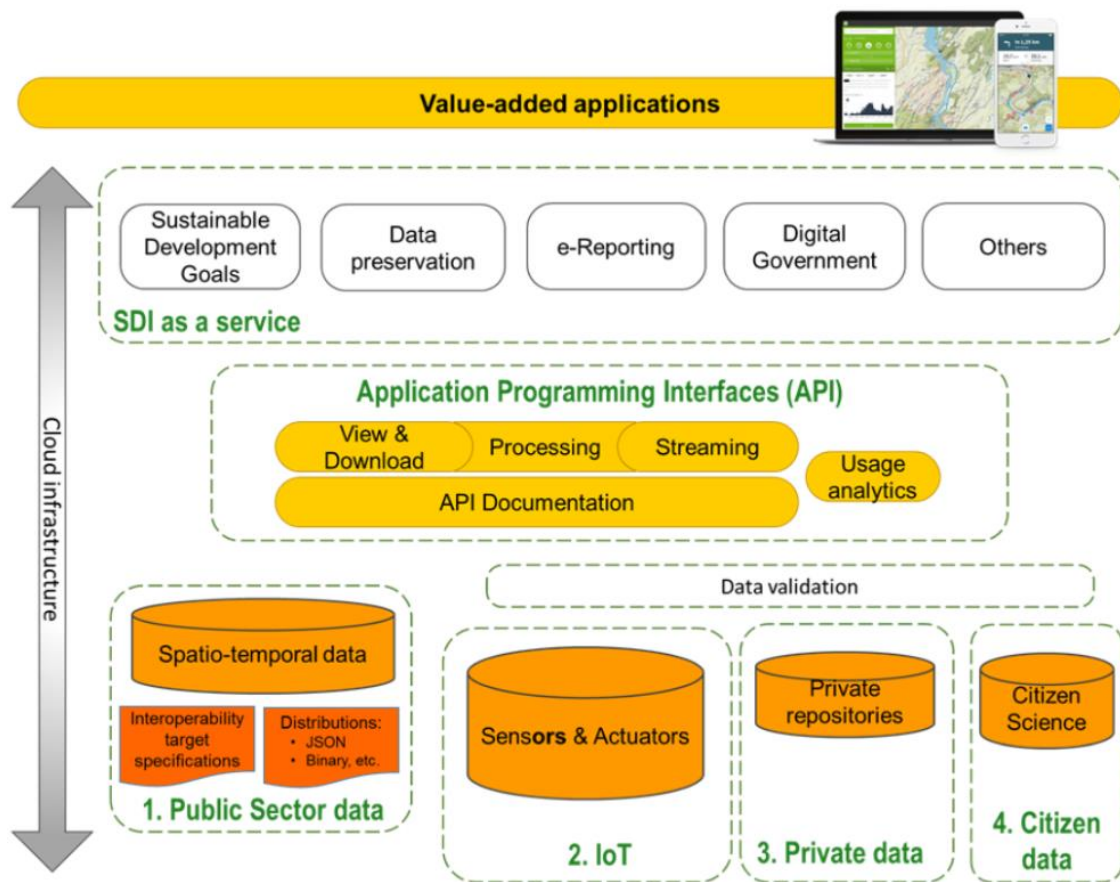 Value-added applications
Sustainable
Development
Goals
Data
preservation
e-Reporting
Digital
Government
Others
SDI as a service
Cloud infrastructure
Application Programming Interfaces (API)
View &
Download
Processing
Streaming
Usage
analytics
API Documentation
Data validation
Spatio-temporal data
Interoperability
target
specifications
Distributions:
• JSON
• Binary, etc.
1. Public Sector data
Sensors & Actuators
2. IoT
Private
repositories
3. Private data
Citizen
Science
4. Citizen
data